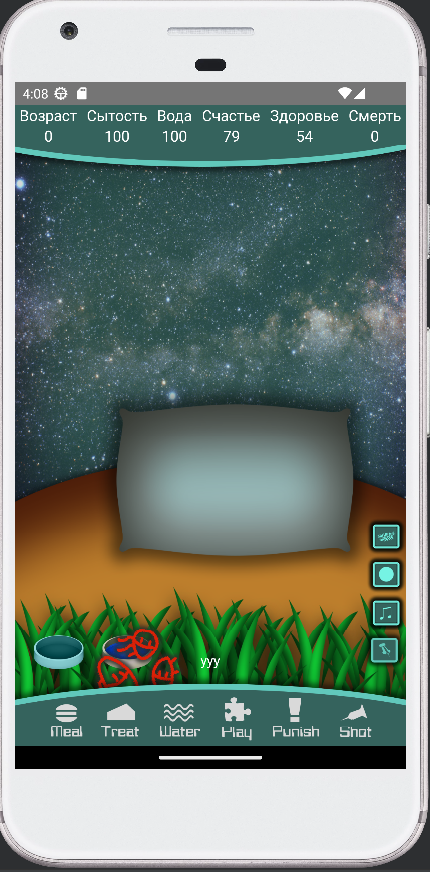 4:08
Возраст Сытость Вода Счастье Здоровье Смерть
0 100 100 79 54 0
yyy
Meal Treat Water Play Punish Shot